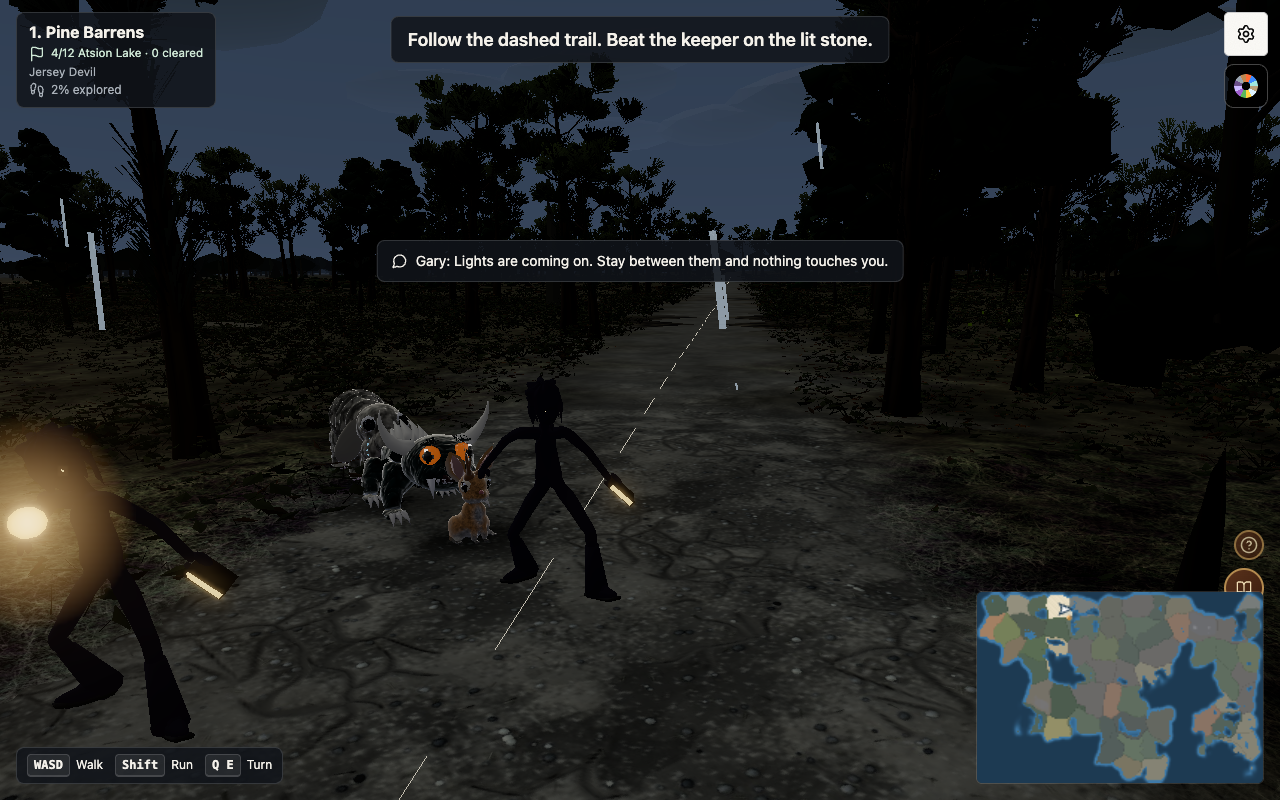 1. Pine Barrens
4/12 Atsion Lake · 0 cleared
Jersey Devil
2% explored
Follow the dashed trail. Beat the keeper on the lit stone.
Gary: Lights are coming on. Stay between them and nothing touches you.
WASD Walk Shift Run Q E Turn
?